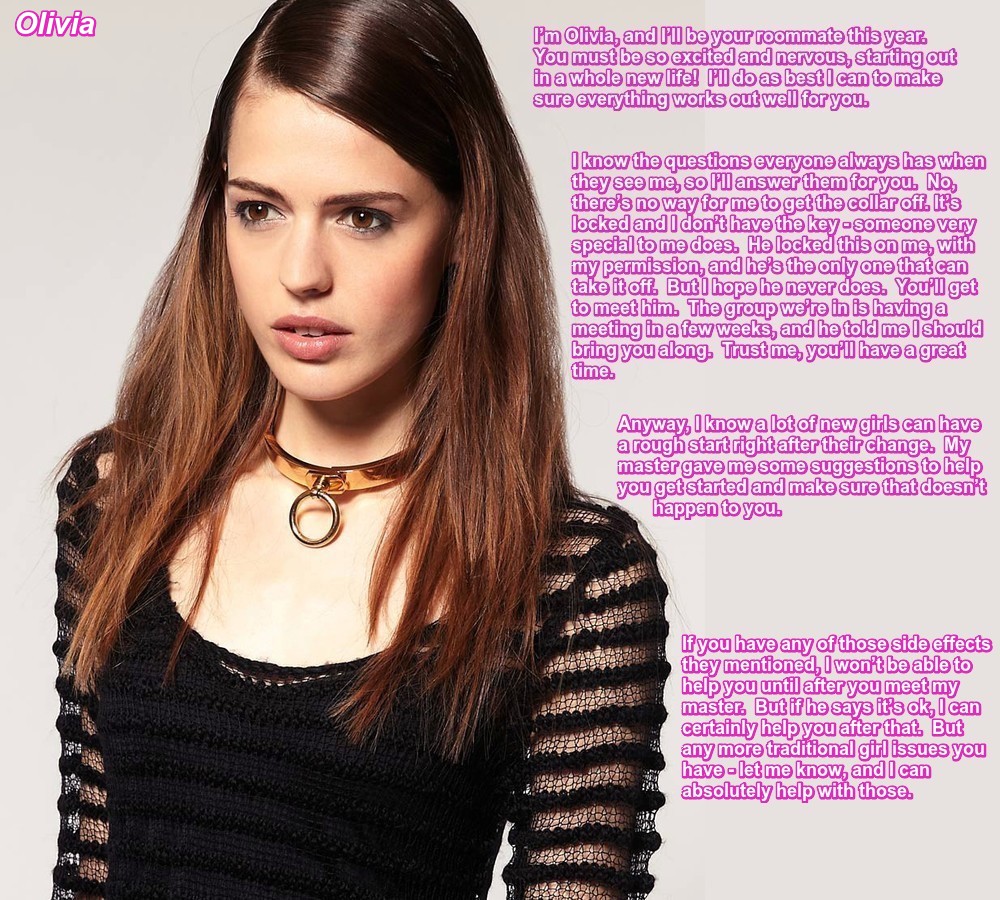 Olivia
I'm Olivia, and I'll be your roommate this year.
You must be so excited and nervous, starting out
in a whole new life!  I'll do as best I can to make
sure everything works out well for you.
I know the questions everyone always has when
they see me, so I'll answer them for you.  No,
there's no way for me to get the collar off. It's
locked and I don't have the key - someone very
special to me does.  He locked this on me, with
my permission, and he's the only one that can
take it off.  But I hope he never does.  You'll get
to meet him.  The group we're in is having a
meeting in a few weeks, and he told me I should
bring you along.  Trust me, you'll have a great
time.
Anyway, I know a lot of new girls can have
a rough start right after their change.  My
master gave me some suggestions to help
you get started and make sure that doesn't
happen to you.
If you have any of those side effects
they mentioned, I won't be able to
help you until after you meet my
master.  But if he says it's ok, I can
certainly help you after that.  But
any more traditional girl issues you
have - let me know, and I can
absolutely help with those.